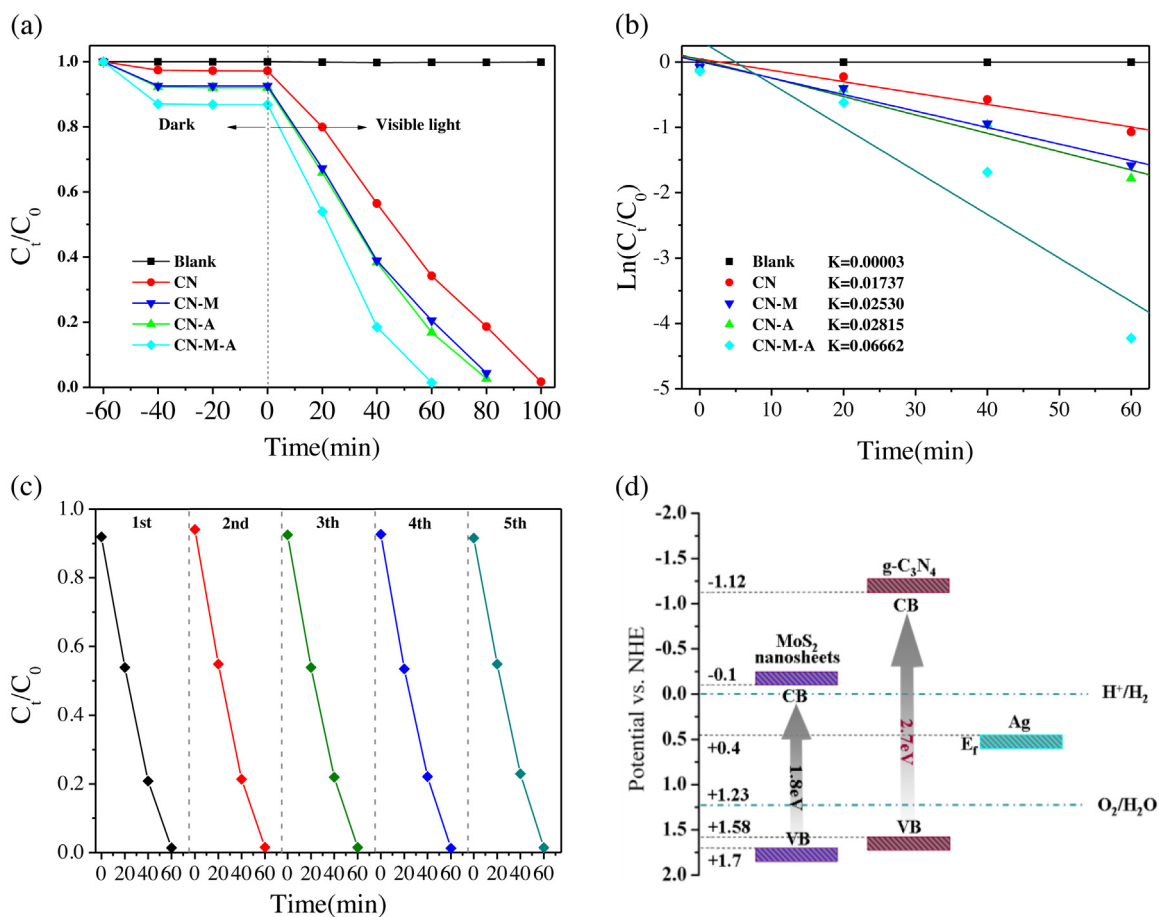 (a)
1.0
0.8
0.6
0.4
0.2
0.0
C_t/C_0
Dark
Visible light
Blank
CN
CN-M
CN-A
CN-M-A
-60 -40 -20 0 20 40 60 80 100
Time(min)
(b)
0
-1
-2
-3
-4
-5
Ln(C_t/C_0)
Blank K=0.00003
CN K=0.01737
CN-M K=0.02530
CN-A K=0.02815
CN-M-A K=0.06662
0 10 20 30 40 50 60
Time(min)
(c)
1.0
0.8
0.6
0.4
0.2
0.0
C_t/C_0
1st 2nd 3th 4th 5th
0 20 40 60 0 20 40 60 0 20 40 60 0 20 40 60 0 20 40 60
Time(min)
(d)
Potential vs. NHE
-2.0
-1.5
-1.0
-0.5
0.0
0.5
1.0
1.5
2.0
-1.12
-0.1
+0.4
+1.23
+1.58
+1.7
g-C₃N₄
CB
MoS₂
nanosheets
CB
H⁺/H₂
Ag
E_f
2.7eV
1.8eV
O₂/H₂O
VB
VB